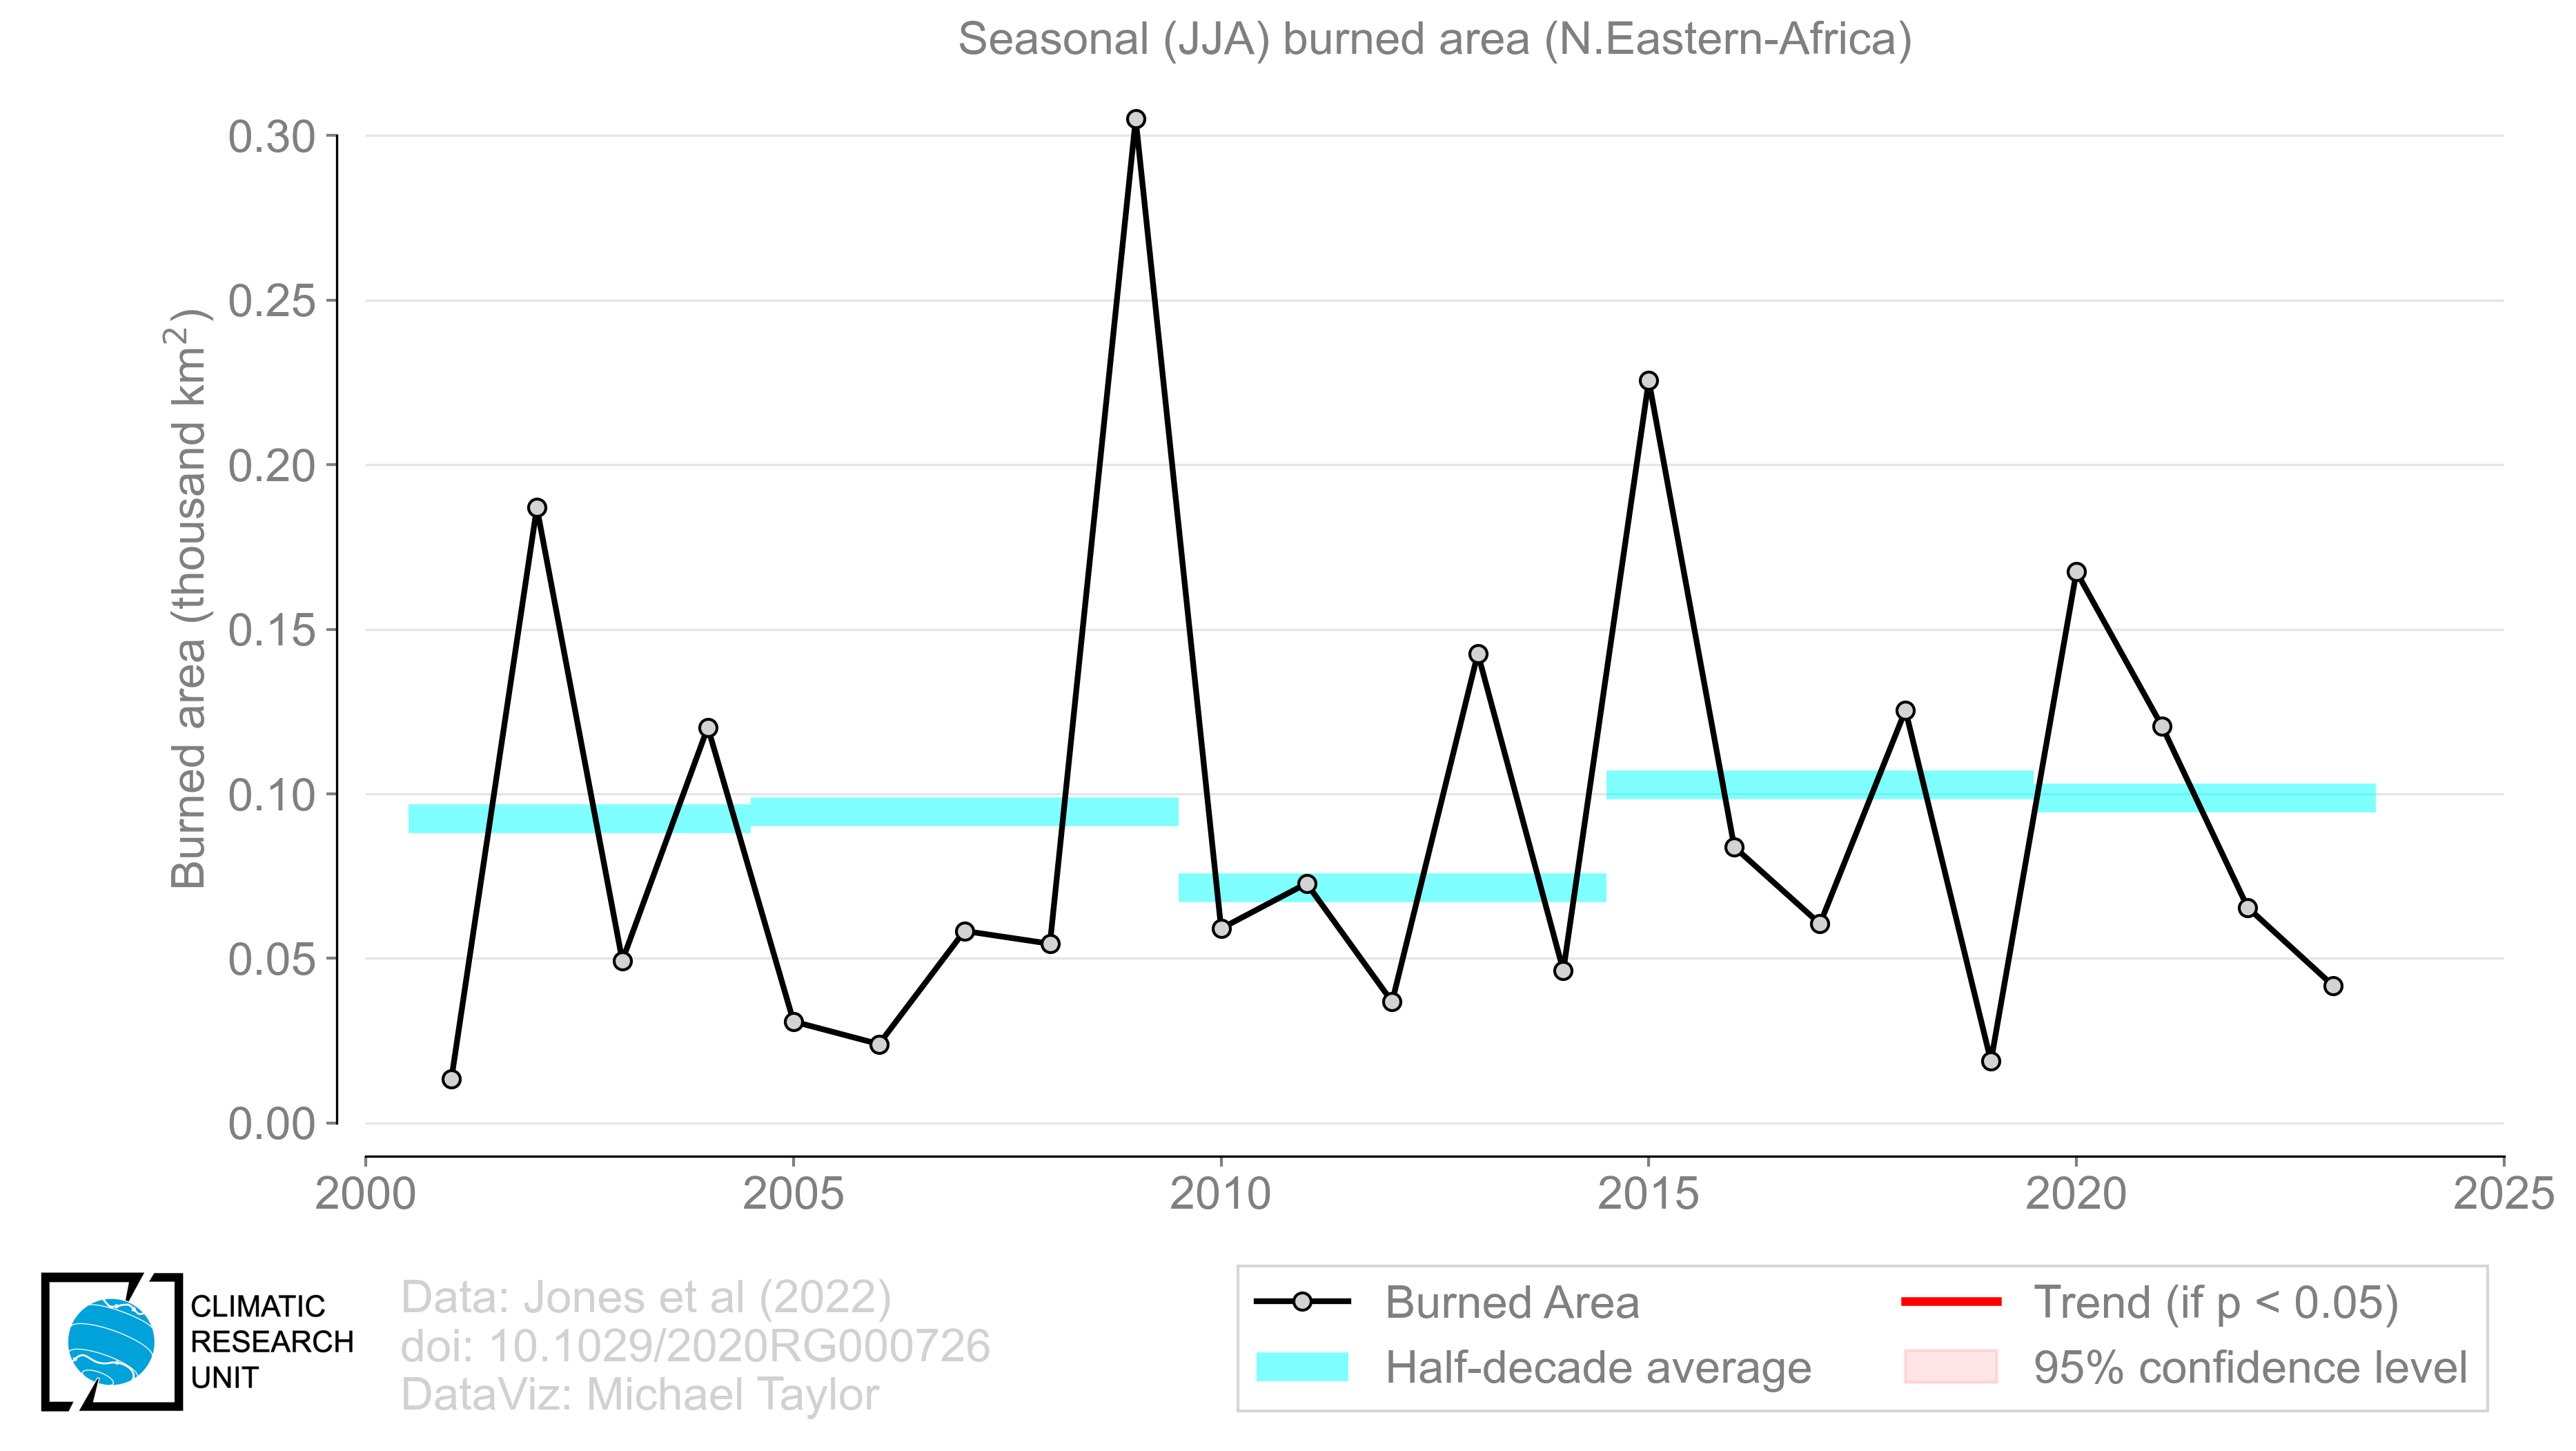 Seasonal (JJA) burned area (N.Eastern-Africa)
Burned area (thousand km²)
0.30
0.25
0.20
0.15
0.10
0.05
0.00
2000
2005
2010
2015
2020
2025
CLIMATIC
RESEARCH
UNIT
Data: Jones et al (2022)
doi: 10.1029/2020RG000726
DataViz: Michael Taylor
Burned Area
Half-decade average
Trend (if p < 0.05)
95% confidence level